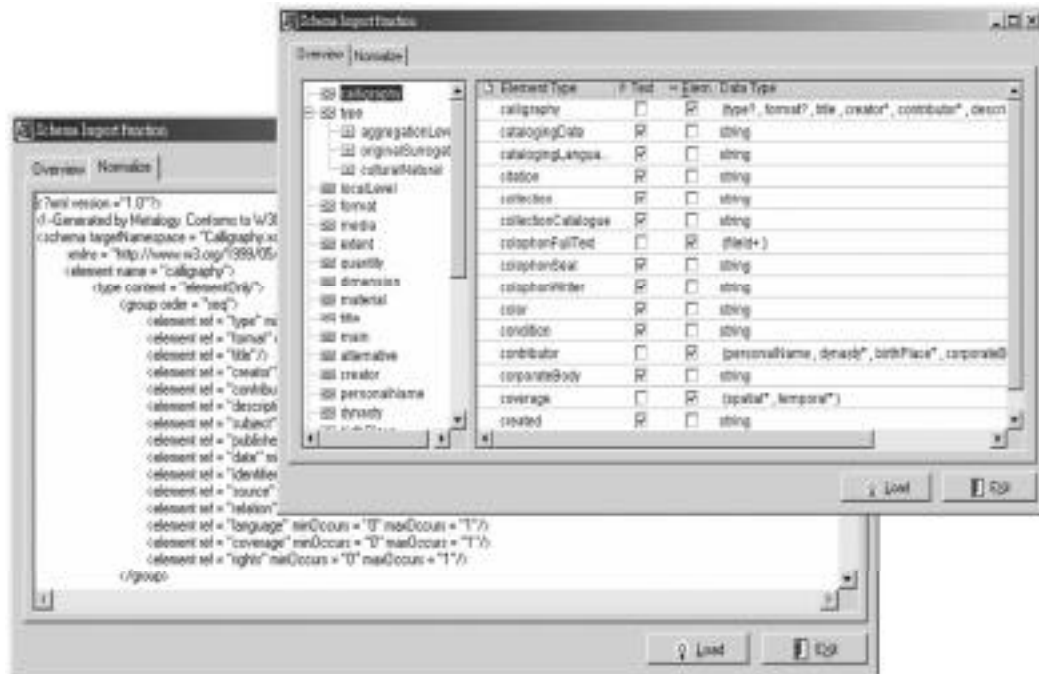 Schema Import Function
Overview Normalize
calligraphy
type
aggregationLeve
originalSurrogat
culturalNatural
localLevel
format
media
extent
quantity
dimension
material
title
main
alternative
creator
personalName
dynasty
Element Type # Text Elem. Data Type
calligraphy (type? , format? , title , creator* , contributor* , descri
catalogingDate string
catalogingLangua... string
citation string
collection string
collectionCatalogue string
colophonFullText (field+ )
colophonSeal string
colophonWriter string
color string
condition string
contributor (personalName , dynasty* , birthPlace* , corporateB
corporateBody string
coverage (spatial* , temporal* )
created string
Load Exit
Schema Import Function
Overview Normalize
<?xml version ="1.0"?>
<!-Generated by Metalogy. Conforms to W3
<schema targetNamespace = "Calligraphy.xs
xmlns = "http://www.w3.org/1999/05/
<element name = "calligraphy">
<type content = "elementOnly">
<group order = "seq">
<element ref = "type"
<element ref = "format"
<element ref = "title"/>
<element ref = "creator"
<element ref = "contribu
<element ref = "descripti
<element ref = "subject"
<element ref = "publishe
<element ref = "date"
<element ref = "identifier
<element ref = "source"
<element ref = "relation"
<element ref = "language" minOccurs = "0" maxOccurs = "1"/>
<element ref = "coverage" minOccurs = "0" maxOccurs = "1"/>
<element ref = "rights" minOccurs = "0" maxOccurs = "1"/>
</group>
Load Exit